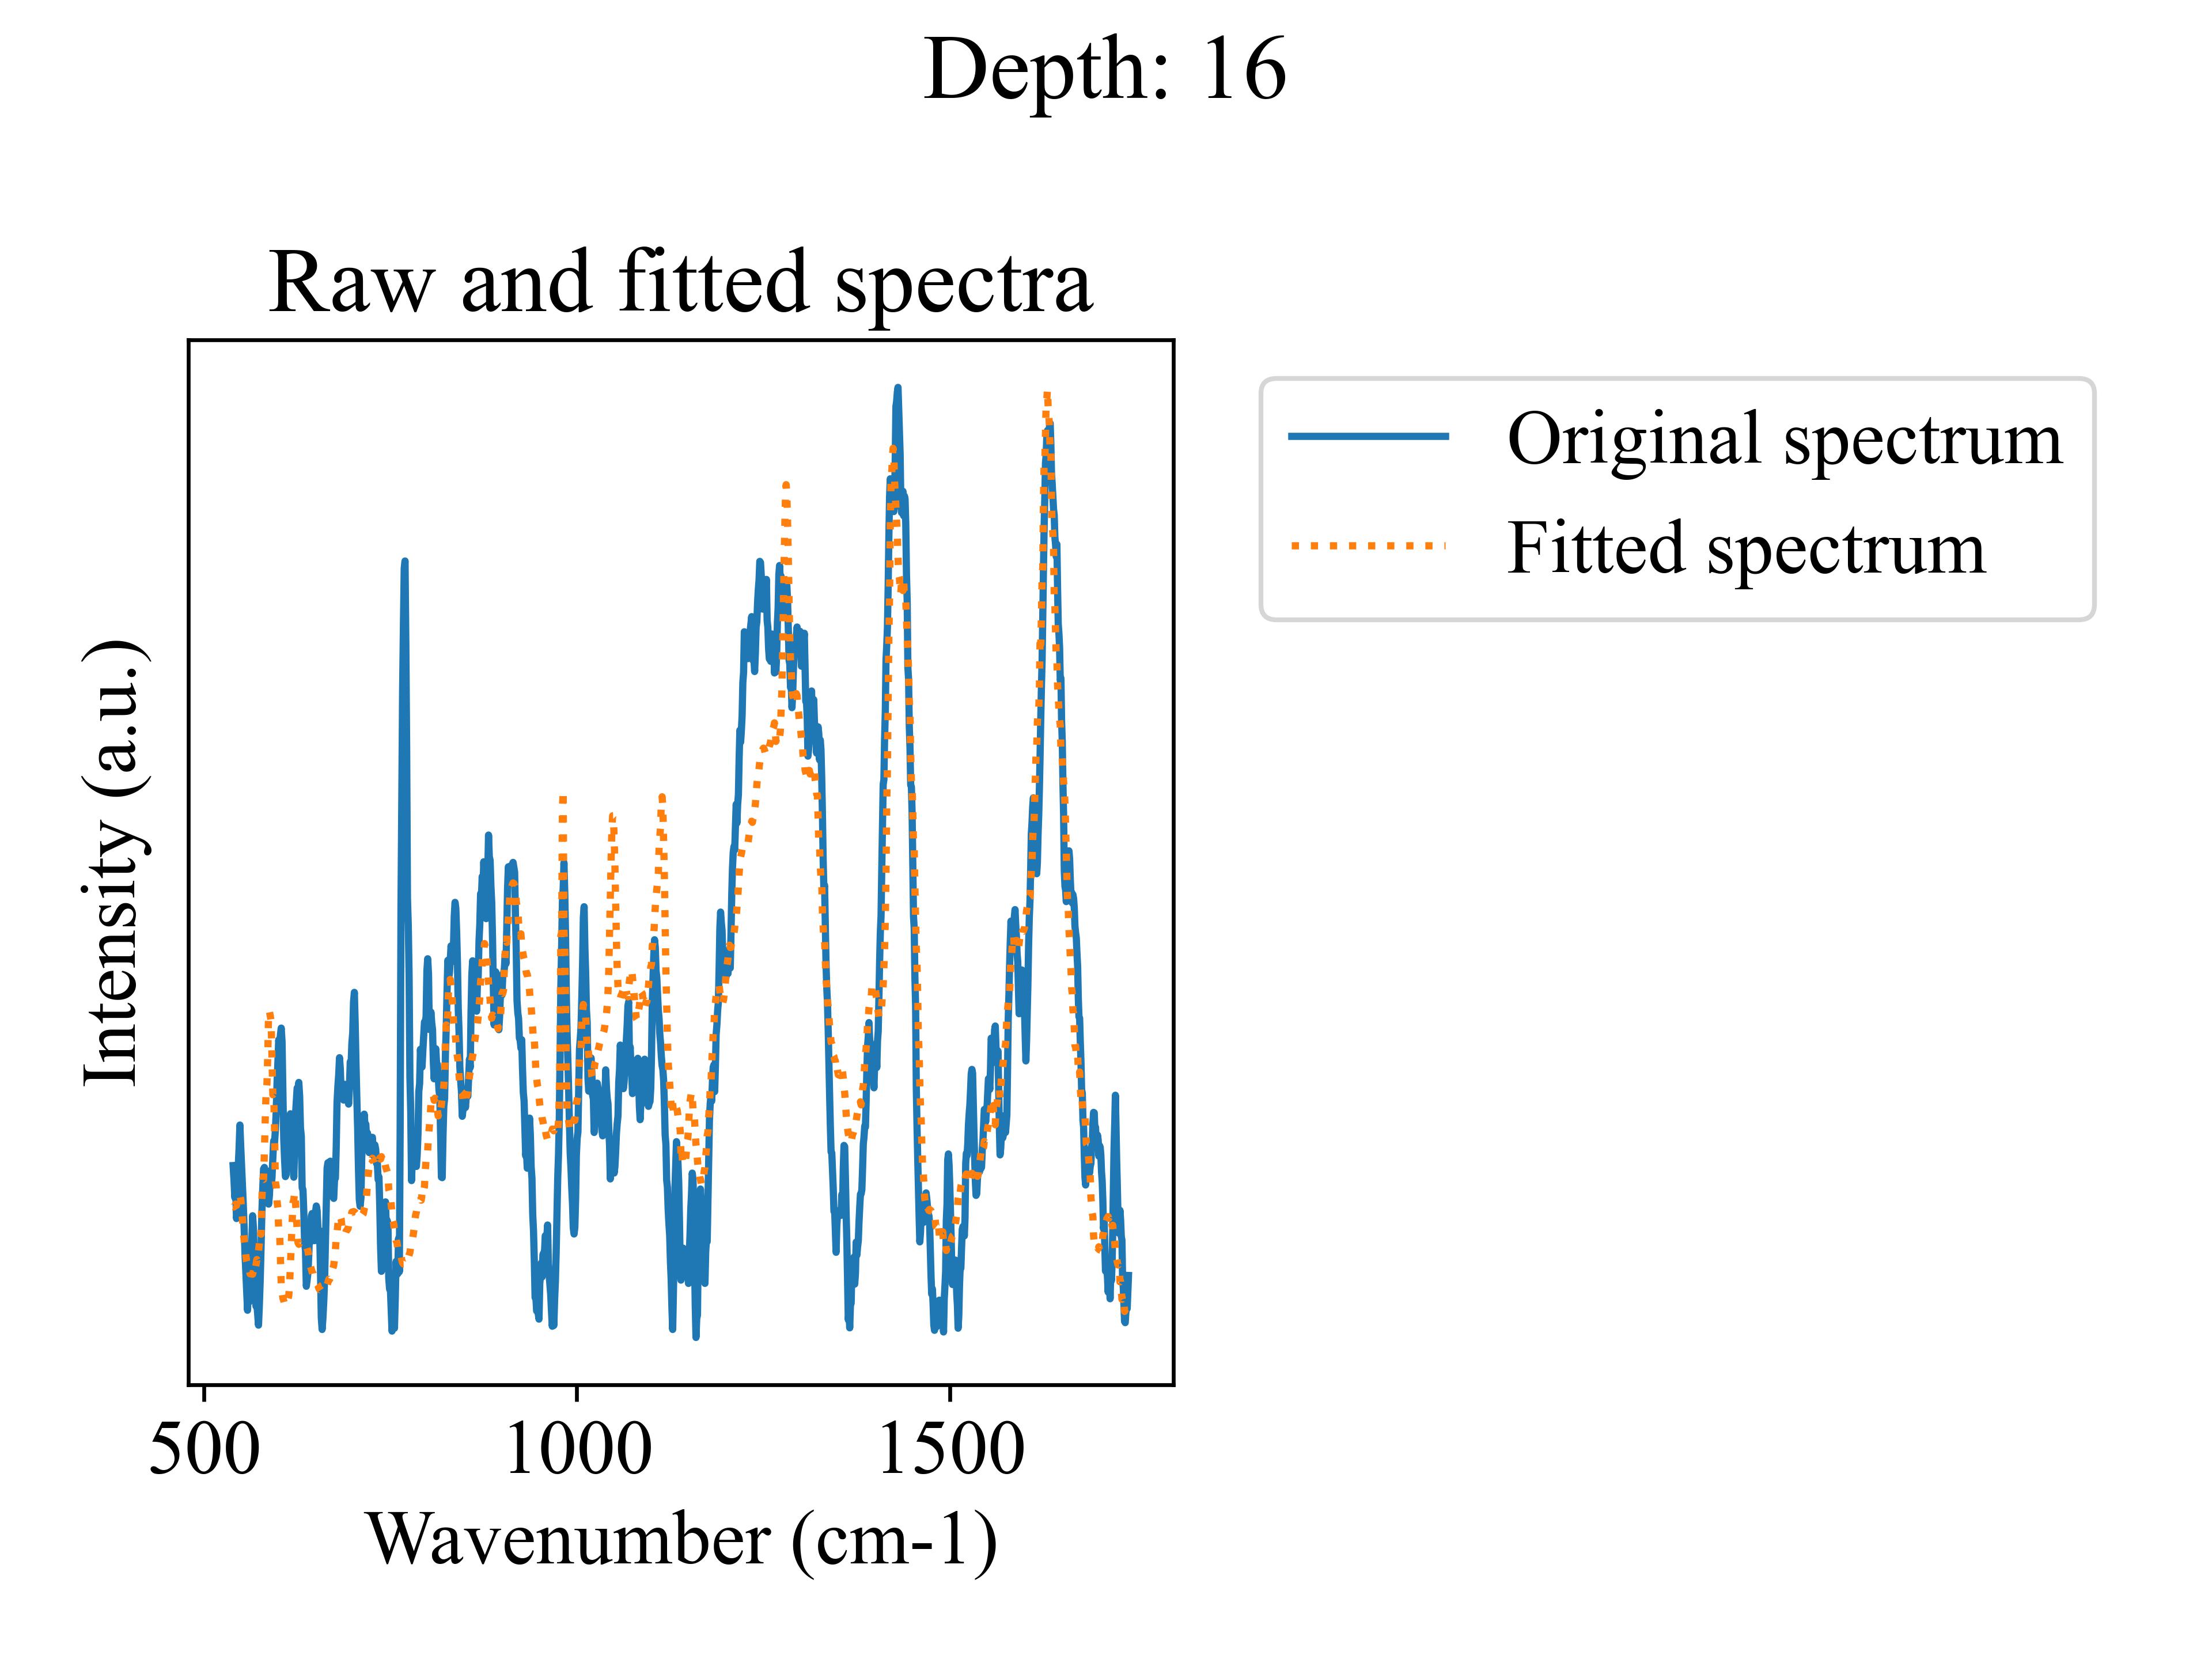 Depth: 16
Raw and fitted spectra
Original spectrum
Fitted spectrum
Intensity (a.u.)
500 1000 1500
Wavenumber (cm-1)